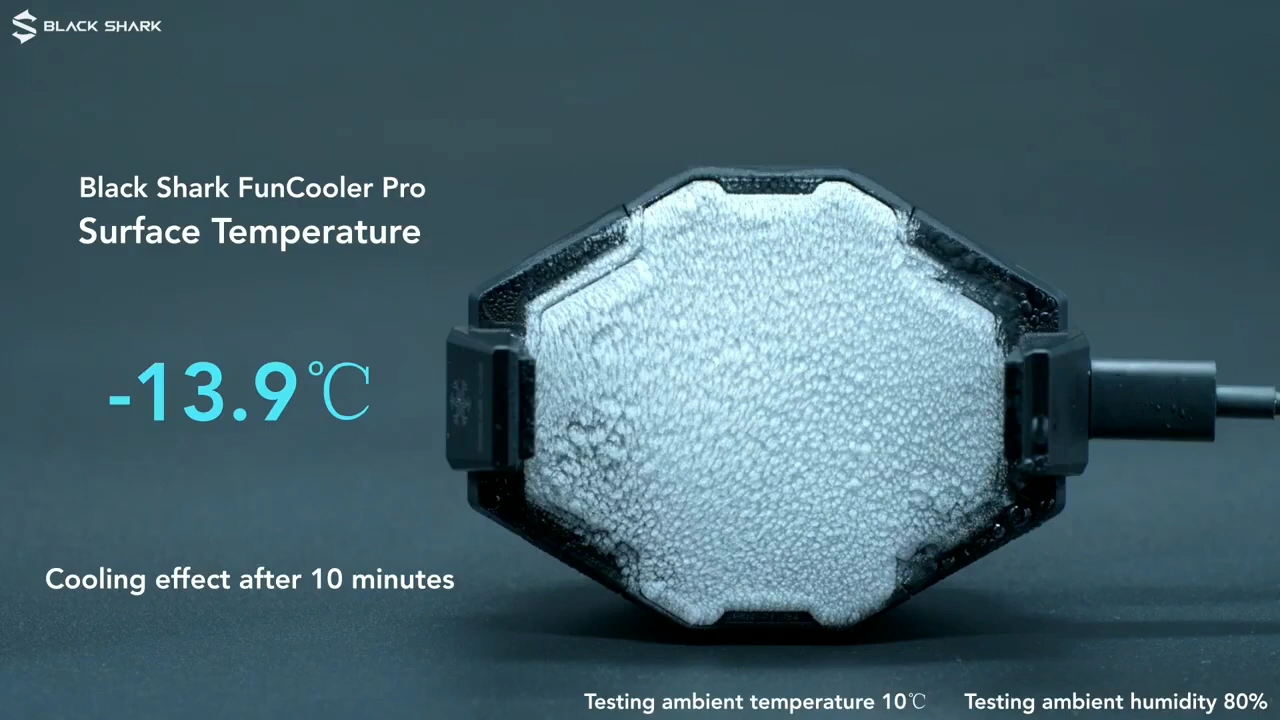 BLACK SHARK
Black Shark FunCooler Pro
Surface Temperature
-13.9℃
Cooling effect after 10 minutes
Testing ambient temperature 10℃
Testing ambient humidity 80%